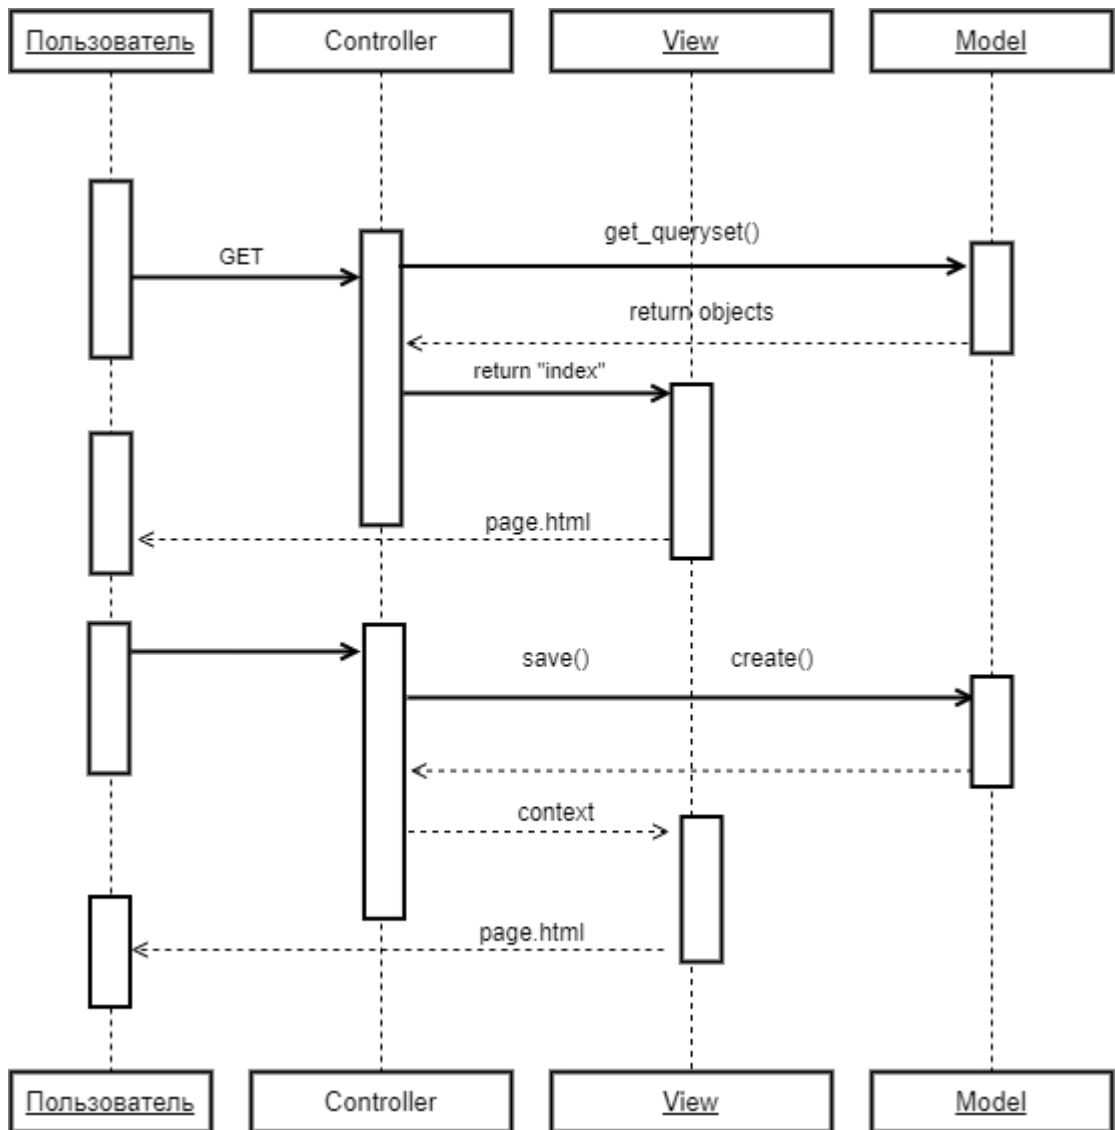 Пользователь
Controller
View
Model
get_queryset()
GET
return objects
return "index"
page.html
save()
create()
context
page.html
Пользователь
Controller
View
Model